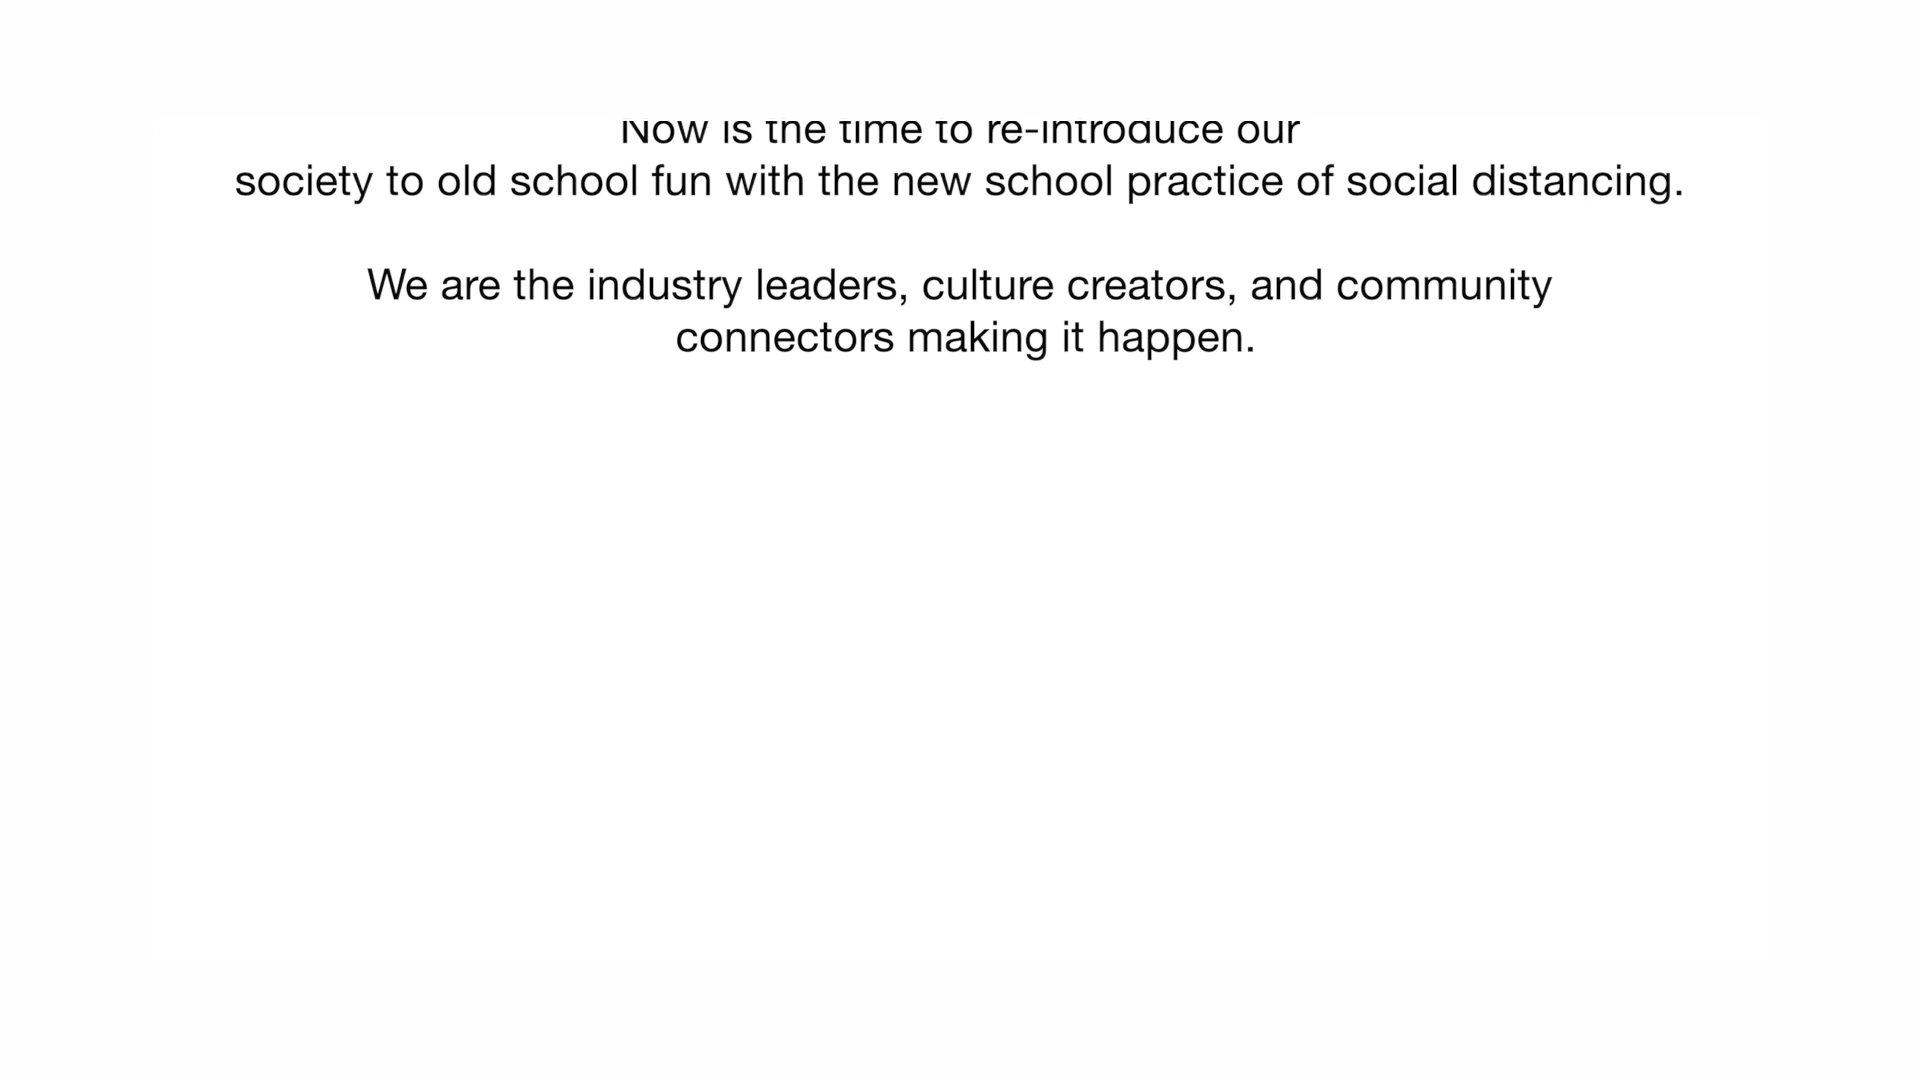 Now is the time to re-introduce our
society to old school fun with the new school practice of social distancing.
We are the industry leaders, culture creators, and community
connectors making it happen.